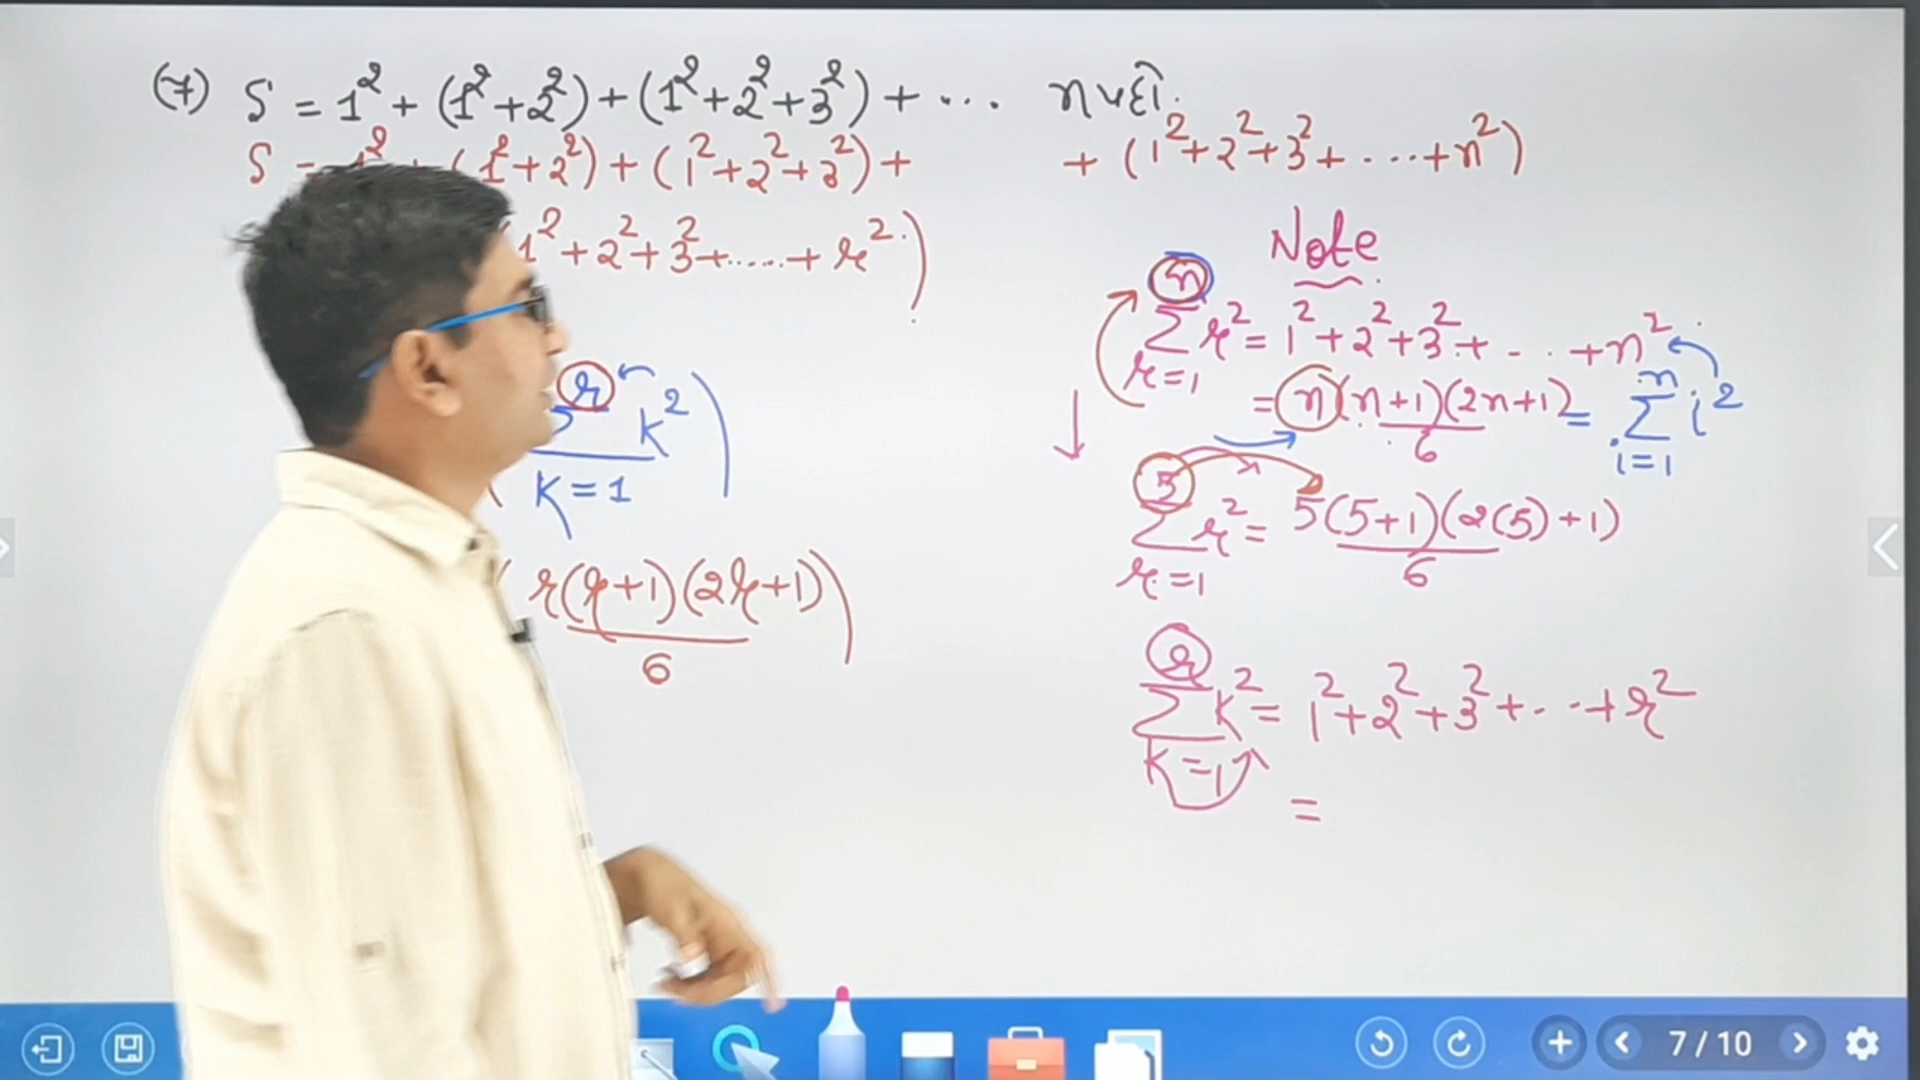 (7) S = 1² + (1²+2²) + (1²+2²+3²) + ... n પદો.
S = 1² + (1²+2²) + (1²+2²+3²) + + (1²+2²+3²+....+n²)
(1²+2²+3²+.....+r²)
r
Σ k²
K=1
(r(r+1)(2r+1))
6
Note
n
Σ r² = 1²+2²+3²+...+n²
r=1
= n(n+1)(2n+1) = n
6 Σ i²
i=1
5
Σ r² = 5(5+1)(2(5)+1)
r=1 6
r
Σ k² = 1²+2²+3²+...+r²
K=1
=
7/10